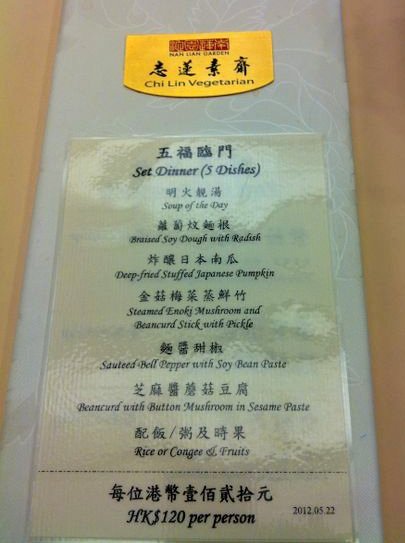 NAN LIAN GARDEN
志蓮素齋
Chi Lin Vegetarian
五福臨門
Set Dinner (5 Dishes)
明火靚湯
Soup of the Day
蘿蔔炆麵根
Braised Soy Dough with Radish
炸釀日本南瓜
Deep-fried Stuffed Japanese Pumpkin
金菇梅菜蒸鮮竹
Steamed Enoki Mushroom and
Beancurd Stick with Pickle
麵醬甜椒
Sauteed Bell Pepper with Soy Bean Paste
芝麻醬蘑菇豆腐
Beancurd with Button Mushroom in Sesame Paste
配飯/粥及時果
Rice or Congee & Fruits
每位港幣壹佰貳拾元
HK$120 per person
2012.05.22